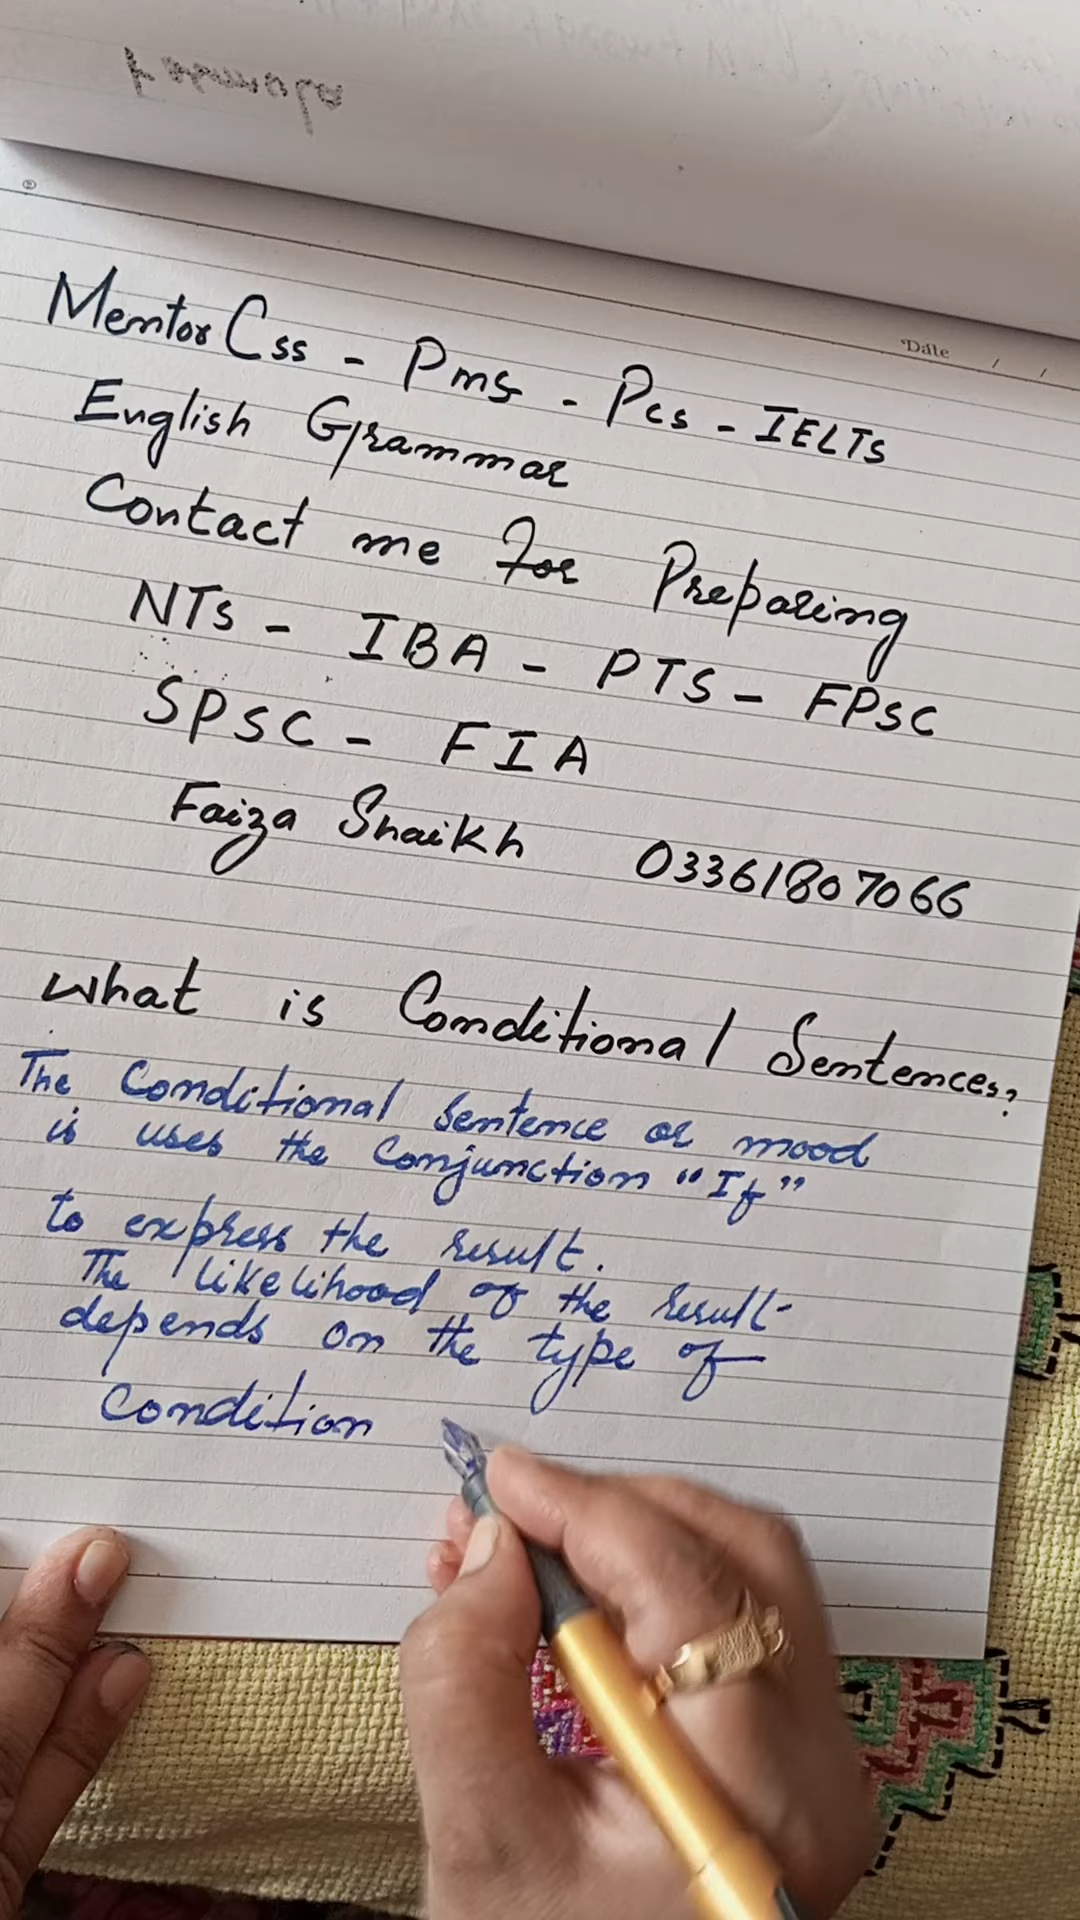 Formula
Date / /
Mentor Css - Pms - Pcs - IELTs
English Grammar
Contact me For Preparing
NTs - IBA - PTS - FPSC
SPSC - FIA
Faiza Shaikh 03361807066
What is Conditional Sentences?
The Conditional Sentence or mood
is uses the Conjunction "If"
to express the result.
The likelihood of the result
depends on the type of
Condition